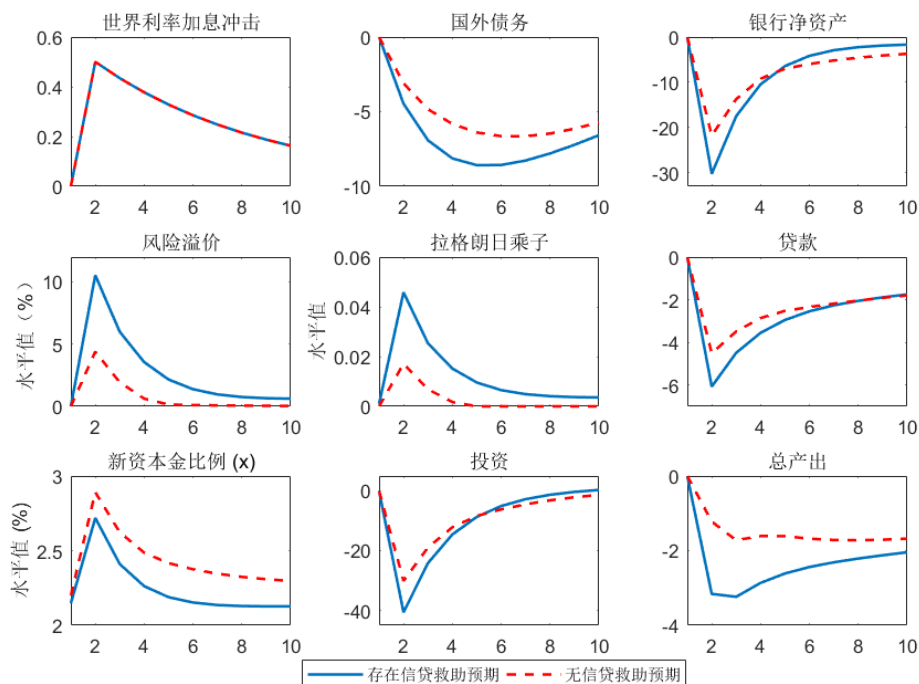 世界利率加息冲击
国外债务
银行净资产
0.6
0.4
0.2
0
0
-5
-10
0
-10
-20
-30
2 4 6 8 10
2 4 6 8 10
2 4 6 8 10
风险溢价
拉格朗日乘子
贷款
水平值（%）
10
5
0
水平值
0.06
0.04
0.02
0
0
-2
-4
-6
2 4 6 8 10
2 4 6 8 10
2 4 6 8 10
新资本金比例 (x)
投资
总产出
水平值 (%)
3
2.5
2
0
-20
-40
0
-2
-4
2 4 6 8 10
2 4 6 8 10
2 4 6 8 10
存在信贷救助预期
无信贷救助预期